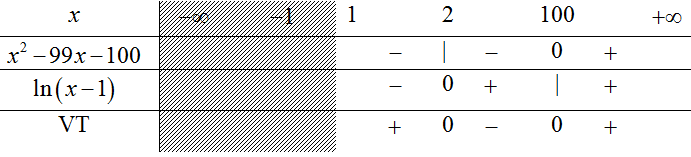 x −∞ −1 1 2 100 +∞
x² −99x−100 − | − 0 +
ln(x−1) − 0 + | +
VT + 0 − 0 +